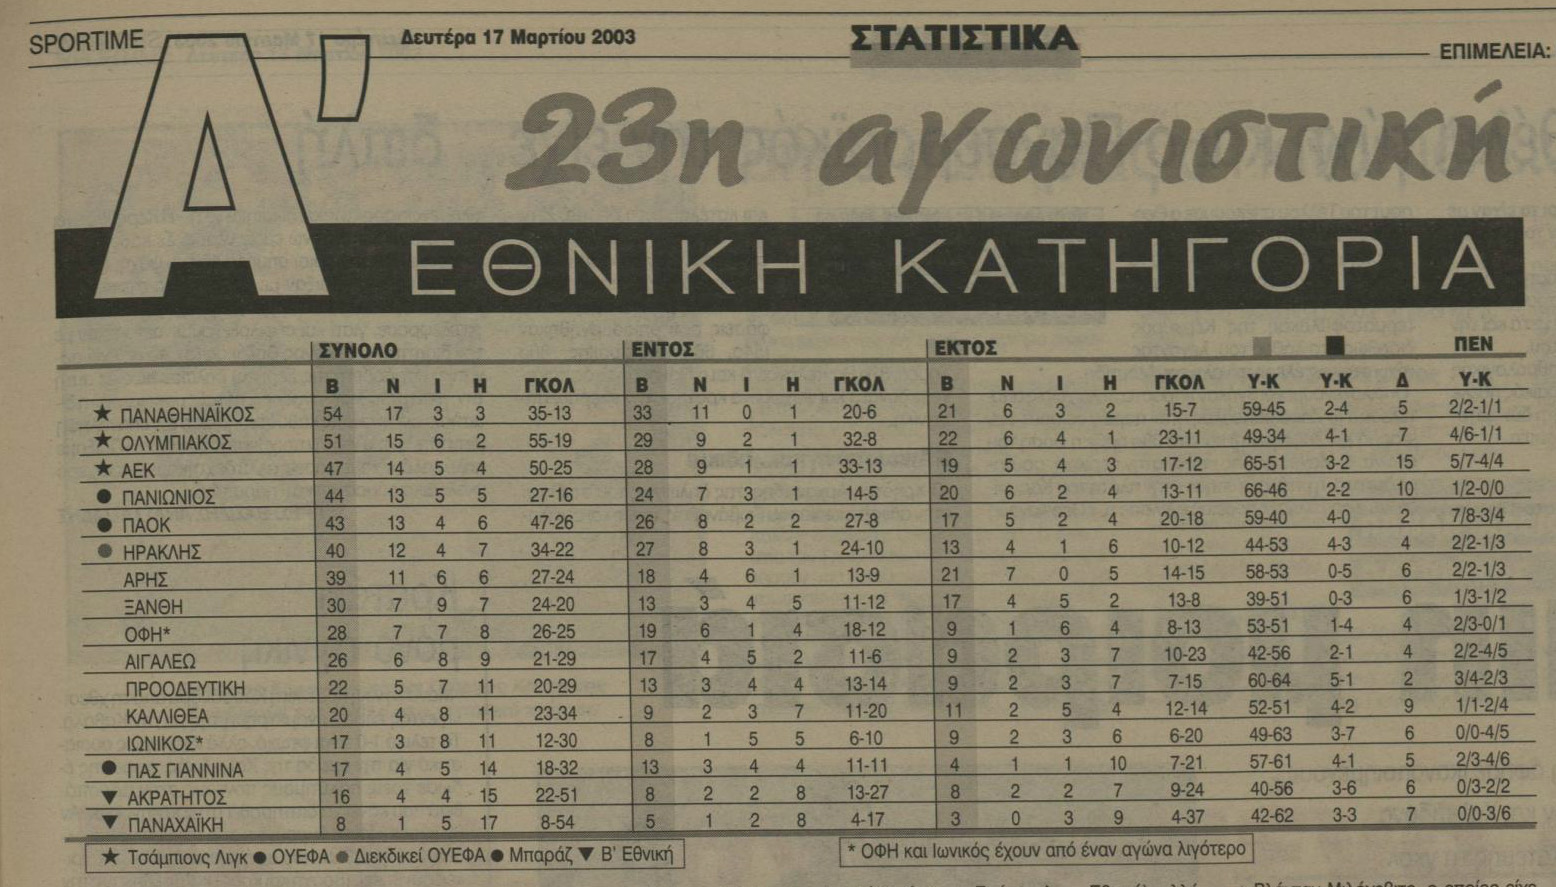 SPORTIME
Δευτέρα 17 Μαρτίου 2003
ΣΤΑΤΙΣΤΙΚΑ
ΕΠΙΜΕΛΕΙΑ:
Α' 23η αγωνιστική
ΕΘΝΙΚΗ ΚΑΤΗΓΟΡΙΑ
ΣΥΝΟΛΟ ΕΝΤΟΣ ΕΚΤΟΣ ΠΕΝ
Β Ν Ι Η ΓΚΟΛ Β Ν Ι Η ΓΚΟΛ Β Ν Ι Η ΓΚΟΛ Υ-Κ Υ-Κ Δ Υ-Κ
★ ΠΑΝΑΘΗΝΑΪΚΟΣ 54 17 3 3 35-13 33 11 0 1 20-6 21 6 3 2 15-7 59-45 2-4 5 2/2-1/1
★ ΟΛΥΜΠΙΑΚΟΣ 51 15 6 2 55-19 29 9 2 1 32-8 22 6 4 1 23-11 49-34 4-1 7 4/6-1/1
★ ΑΕΚ 47 14 5 4 50-25 28 9 1 1 33-13 19 5 4 3 17-12 65-51 3-2 15 5/7-4/4
● ΠΑΝΙΩΝΙΟΣ 44 13 5 5 27-16 24 7 3 1 14-5 20 6 2 4 13-11 66-46 2-2 10 1/2-0/0
● ΠΑΟΚ 43 13 4 6 47-26 26 8 2 2 27-8 17 5 2 4 20-18 59-40 4-0 2 7/8-3/4
● ΗΡΑΚΛΗΣ 40 12 4 7 34-22 27 8 3 1 24-10 13 4 1 6 10-12 44-53 4-3 4 2/2-1/3
ΑΡΗΣ 39 11 6 6 27-24 18 4 6 1 13-9 21 7 0 5 14-15 58-53 0-5 6 2/2-1/3
ΞΑΝΘΗ 30 7 9 7 24-20 13 3 4 5 11-12 17 4 5 2 13-8 39-51 0-3 6 1/3-1/2
ΟΦΗ* 28 7 7 8 26-25 19 6 1 4 18-12 9 1 6 4 8-13 53-51 1-4 4 2/3-0/1
ΑΙΓΑΛΕΩ 26 6 8 9 21-29 17 4 5 2 11-6 9 2 3 7 10-23 42-56 2-1 4 2/2-4/5
ΠΡΟΟΔΕΥΤΙΚΗ 22 5 7 11 20-29 13 3 4 4 13-14 9 2 3 7 7-15 60-64 5-1 2 3/4-2/3
ΚΑΛΛΙΘΕΑ 20 4 8 11 23-34 9 2 3 7 11-20 11 2 5 4 12-14 52-51 4-2 9 1/1-2/4
ΙΩΝΙΚΟΣ* 17 3 8 11 12-30 8 1 5 5 6-10 9 2 3 6 6-20 49-63 3-7 6 0/0-4/5
● ΠΑΣ ΓΙΑΝΝΙΝΑ 17 4 5 14 18-32 13 3 4 4 11-11 4 1 1 10 7-21 57-61 4-1 5 2/3-4/6
▼ ΑΚΡΑΤΗΤΟΣ 16 4 4 15 22-51 8 2 2 8 13-27 8 2 2 7 9-24 40-56 3-6 6 0/3-2/2
▼ ΠΑΝΑΧΑΪΚΗ 8 1 5 17 8-54 5 1 2 8 4-17 3 0 3 9 4-37 42-62 3-3 7 0/0-3/6
★ Τσάμπιονς Λιγκ ● ΟΥΕΦΑ ● Διεκδικεί ΟΥΕΦΑ ● Μπαράζ ▼ Β' Εθνική
* ΟΦΗ και Ιωνικός έχουν από έναν αγώνα λιγότερο